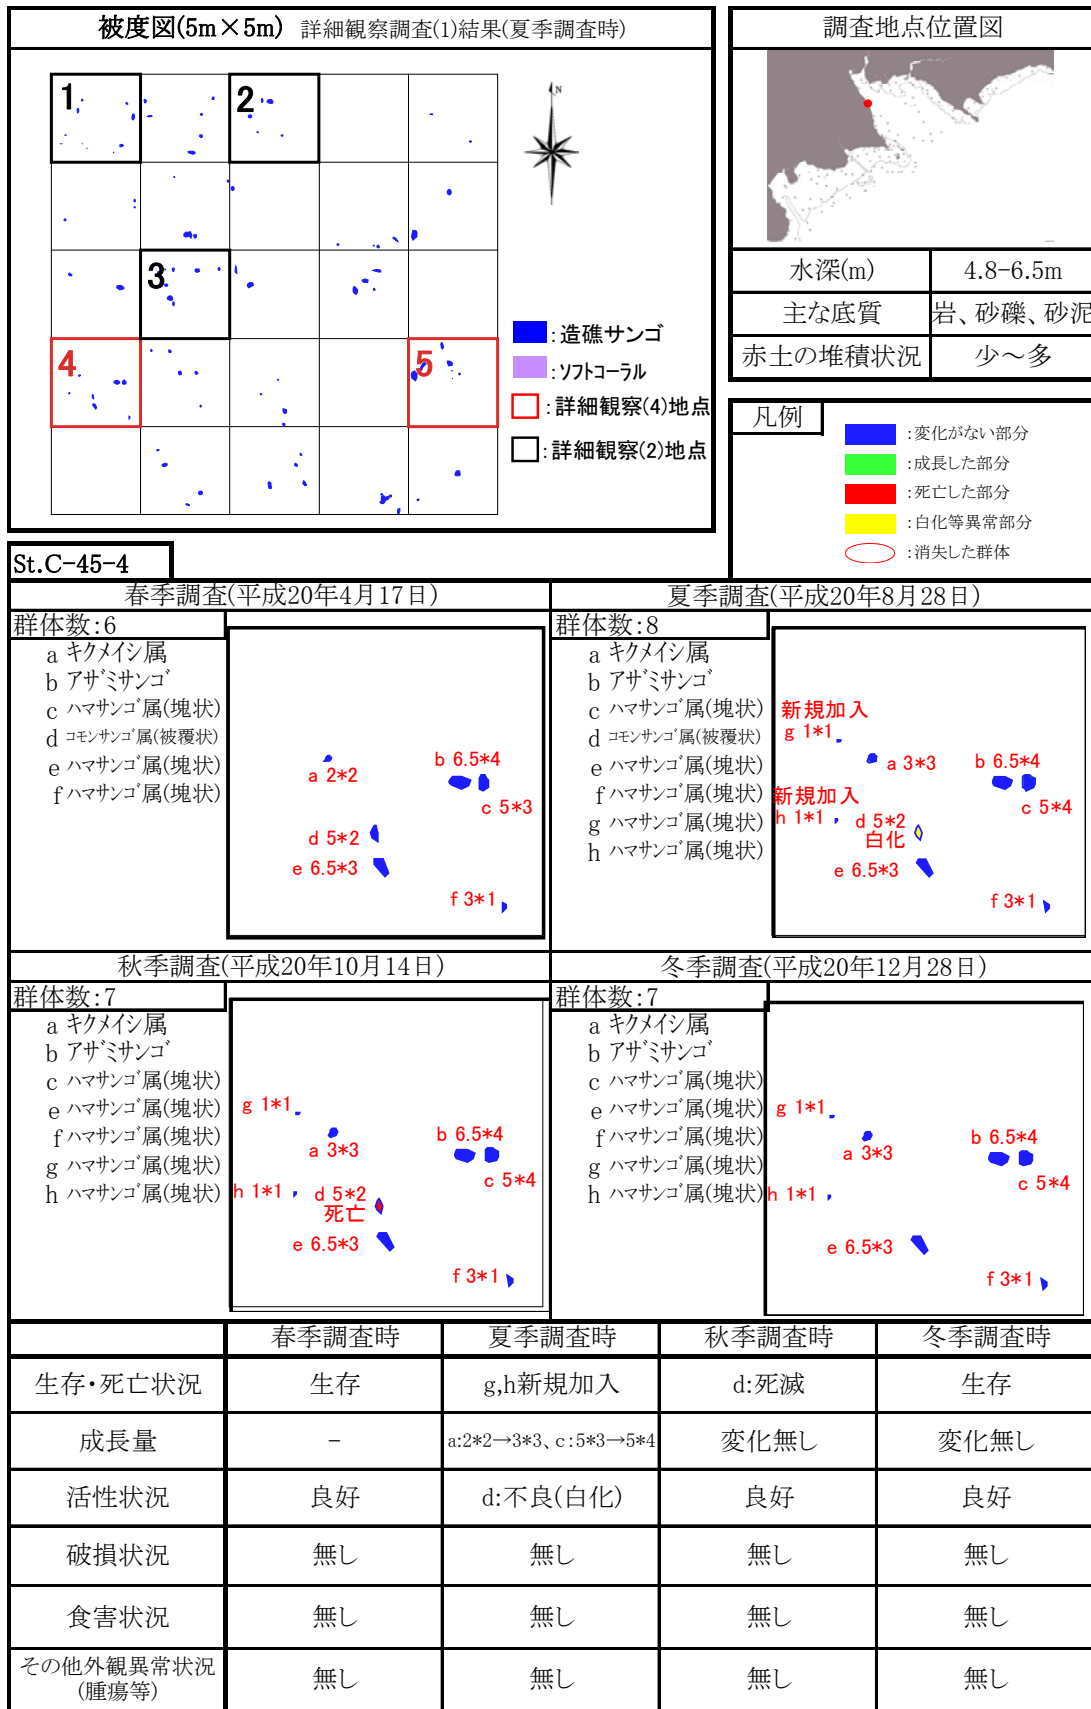 被度図(5m×5m) 詳細観察調査(1)結果(夏季調査時)
1
2
3
4
5
N
:造礁サンゴ
:ソフトコーラル
:詳細観察(4)地点
:詳細観察(2)地点
調査地点位置図
水深(m) 4.8-6.5m
主な底質 岩、砂礫、砂泥
赤土の堆積状況 少～多
凡例
:変化がない部分
:成長した部分
:死亡した部分
:白化等異常部分
:消失した群体
St.C-45-4
春季調査(平成20年4月17日)
群体数:6
a キクメイシ属
b アザミサンゴ
c ハマサンゴ属(塊状)
d コモンサンゴ属(被覆状)
e ハマサンゴ属(塊状)
f ハマサンゴ属(塊状)
a 2*2
b 6.5*4
c 5*3
d 5*2
e 6.5*3
f 3*1
夏季調査(平成20年8月28日)
群体数:8
a キクメイシ属
b アザミサンゴ
c ハマサンゴ属(塊状)
d コモンサンゴ属(被覆状)
e ハマサンゴ属(塊状)
f ハマサンゴ属(塊状)
g ハマサンゴ属(塊状)
h ハマサンゴ属(塊状)
新規加入
g 1*1
a 3*3
b 6.5*4
c 5*4
新規加入
h 1*1
d 5*2
白化
e 6.5*3
f 3*1
秋季調査(平成20年10月14日)
群体数:7
a キクメイシ属
b アザミサンゴ
c ハマサンゴ属(塊状)
e ハマサンゴ属(塊状)
f ハマサンゴ属(塊状)
g ハマサンゴ属(塊状)
h ハマサンゴ属(塊状)
g 1*1
a 3*3
b 6.5*4
c 5*4
h 1*1
d 5*2
死亡
e 6.5*3
f 3*1
冬季調査(平成20年12月28日)
群体数:7
a キクメイシ属
b アザミサンゴ
c ハマサンゴ属(塊状)
e ハマサンゴ属(塊状)
f ハマサンゴ属(塊状)
g ハマサンゴ属(塊状)
h ハマサンゴ属(塊状)
g 1*1
a 3*3
b 6.5*4
c 5*4
h 1*1
e 6.5*3
f 3*1
春季調査時 夏季調査時 秋季調査時 冬季調査時
生存・死亡状況 生存 g,h新規加入 d:死滅 生存
成長量 － a:2*2→3*3、c:5*3→5*4 変化無し 変化無し
活性状況 良好 d:不良(白化) 良好 良好
破損状況 無し 無し 無し 無し
食害状況 無し 無し 無し 無し
その他外観異常状況
(腫瘍等) 無し 無し 無し 無し